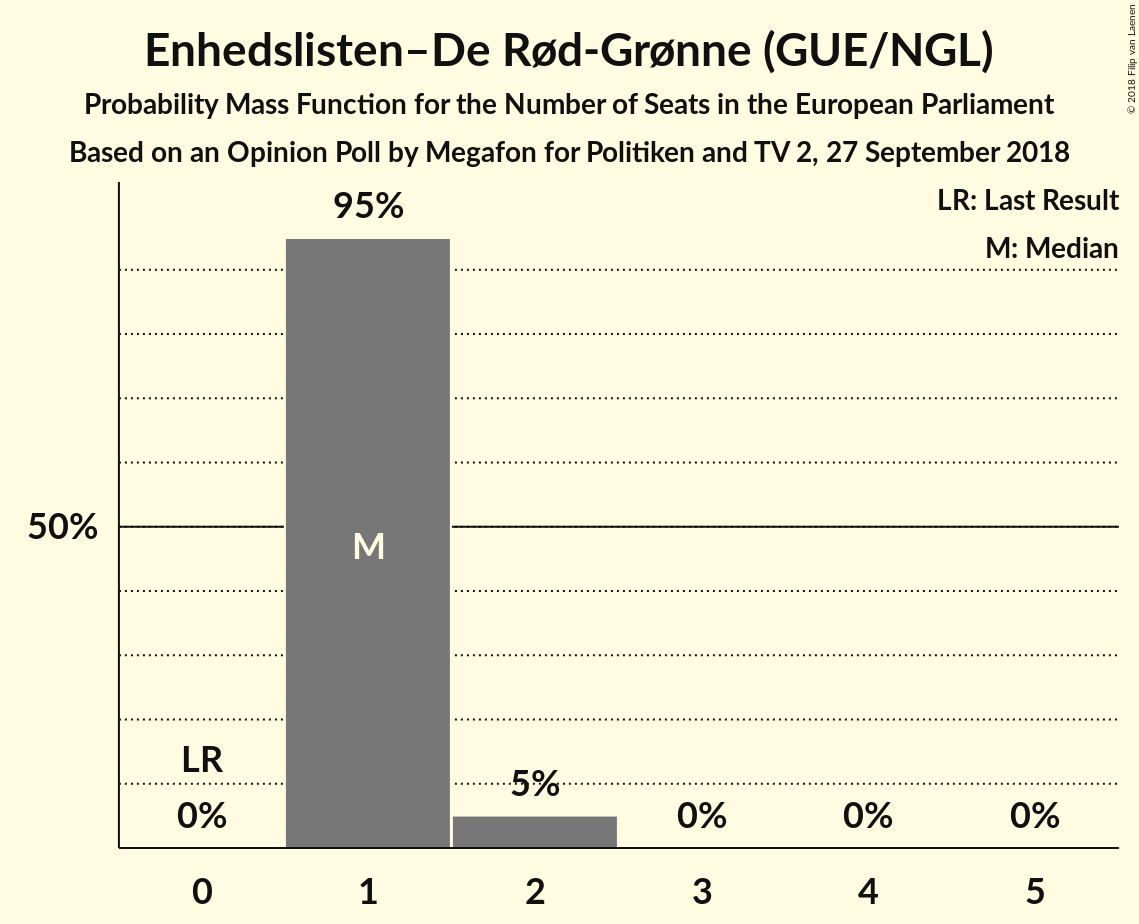 Enhedslisten–De Rød-Grønne (GUE/NGL)
Probability Mass Function for the Number of Seats in the European Parliament
Based on an Opinion Poll by Megafon for Politiken and TV 2, 27 September 2018
© 2018 Filip van Laenen
LR: Last Result
M: Median
95%
50%
M
LR
0%
5%
0%
0%
0%
0
1
2
3
4
5